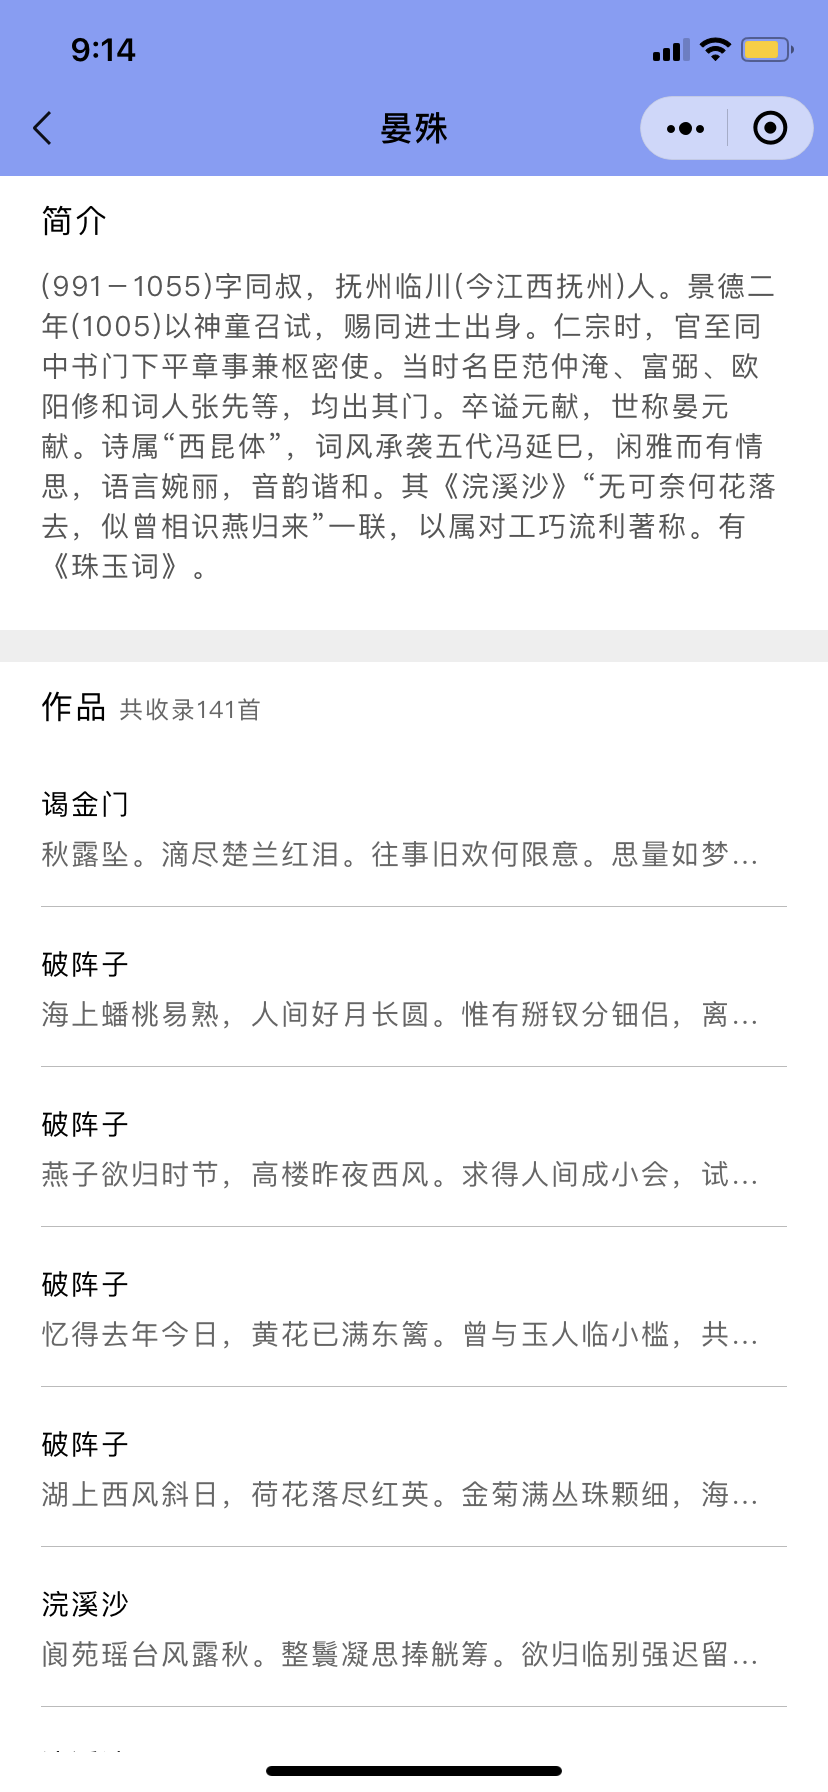 9:14
晏殊
简介
(991－1055)字同叔，抚州临川(今江西抚州)人。景德二
年(1005)以神童召试，赐同进士出身。仁宗时，官至同
中书门下平章事兼枢密使。当时名臣范仲淹、富弼、欧
阳修和词人张先等，均出其门。卒谥元献，世称晏元
献。诗属“西昆体”，词风承袭五代冯延巳，闲雅而有情
思，语言婉丽，音韵谐和。其《浣溪沙》“无可奈何花落
去，似曾相识燕归来”一联，以属对工巧流利著称。有
《珠玉词》。
作品 共收录141首
谒金门
秋露坠。滴尽楚兰红泪。往事旧欢何限意。思量如梦...
破阵子
海上蟠桃易熟，人间好月长圆。惟有掰钗分钿侣，离...
破阵子
燕子欲归时节，高楼昨夜西风。求得人间成小会，试...
破阵子
忆得去年今日，黄花已满东篱。曾与玉人临小槛，共...
破阵子
湖上西风斜日，荷花落尽红英。金菊满丛珠颗细，海...
浣溪沙
阆苑瑶台风露秋。整鬟凝思捧觥筹。欲归临别强迟留...